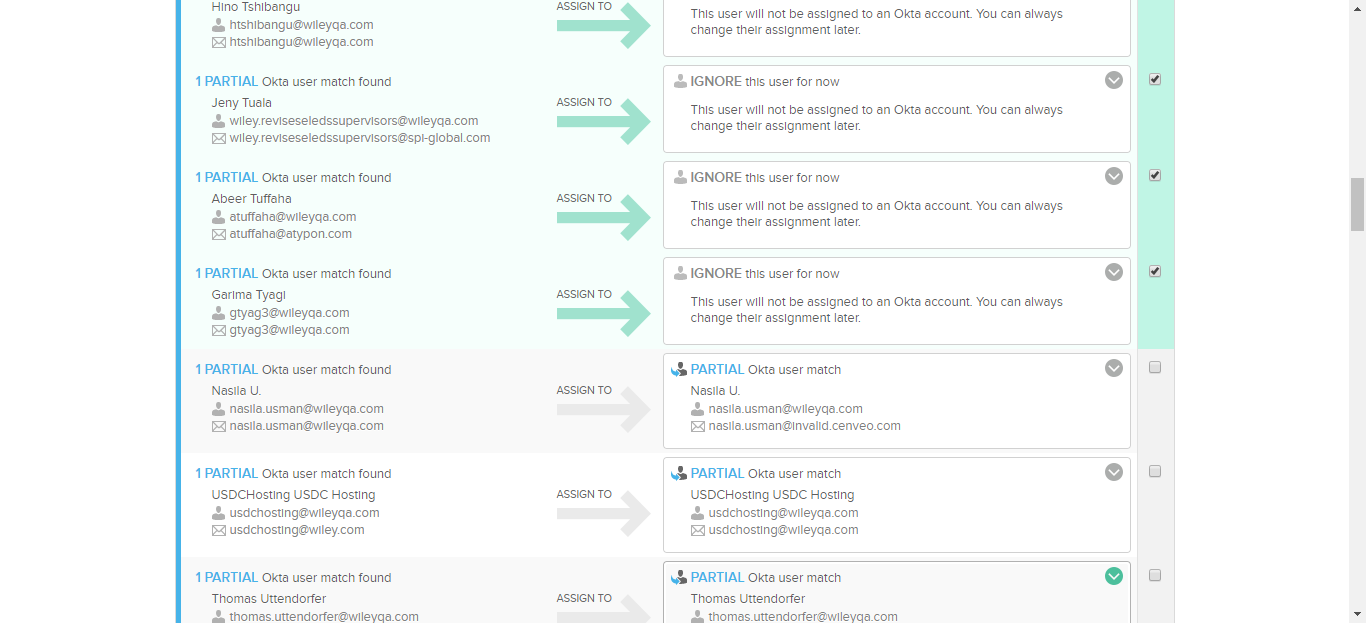 Hino Tshibangu
htshibangu@wileyqa.com
htshibangu@wileyqa.com
ASSIGN TO
This user will not be assigned to an Okta account. You can always
change their assignment later.
1 PARTIAL Okta user match found
Jeny Tuala
wiley.reviseseledssupervisors@wileyqa.com
wiley.reviseseledssupervisors@spi-global.com
ASSIGN TO
IGNORE this user for now
This user will not be assigned to an Okta account. You can always
change their assignment later.
1 PARTIAL Okta user match found
Abeer Tuffaha
atuffaha@wileyqa.com
atuffaha@atypon.com
ASSIGN TO
IGNORE this user for now
This user will not be assigned to an Okta account. You can always
change their assignment later.
1 PARTIAL Okta user match found
Garima Tyagi
gtyag3@wileyqa.com
gtyag3@wileyqa.com
ASSIGN TO
IGNORE this user for now
This user will not be assigned to an Okta account. You can always
change their assignment later.
1 PARTIAL Okta user match found
Nasila U.
nasila.usman@wileyqa.com
nasila.usman@wileyqa.com
ASSIGN TO
PARTIAL Okta user match
Nasila U.
nasila.usman@wileyqa.com
nasila.usman@invalid.cenveo.com
1 PARTIAL Okta user match found
USDCHosting USDC Hosting
usdchosting@wileyqa.com
usdchosting@wiley.com
ASSIGN TO
PARTIAL Okta user match
USDCHosting USDC Hosting
usdchosting@wileyqa.com
usdchosting@wileyqa.com
1 PARTIAL Okta user match found
Thomas Uttendorfer
thomas.uttendorfer@wileyqa.com
ASSIGN TO
PARTIAL Okta user match
Thomas Uttendorfer
thomas.uttendorfer@wileyqa.com